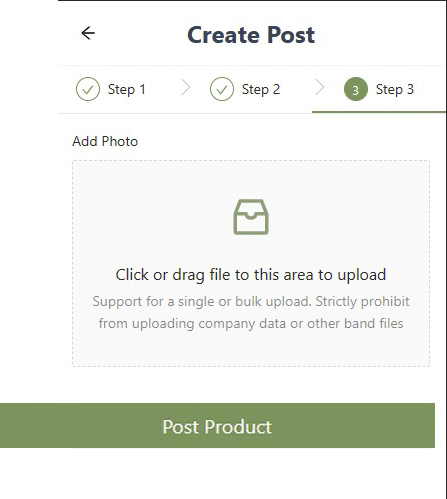 Create Post
Step 1
Step 2
3 Step 3
Add Photo
Click or drag file to this area to upload
Support for a single or bulk upload. Strictly prohibit
from uploading company data or other band files
Post Product